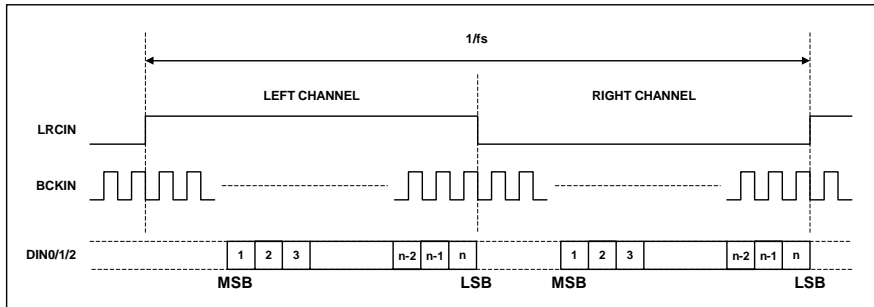 1/fs
LEFT CHANNEL RIGHT CHANNEL
LRCIN
BCKIN
DIN0/1/2 1 2 3 n-2 n-1 n 1 2 3 n-2 n-1 n
MSB LSB MSB LSB